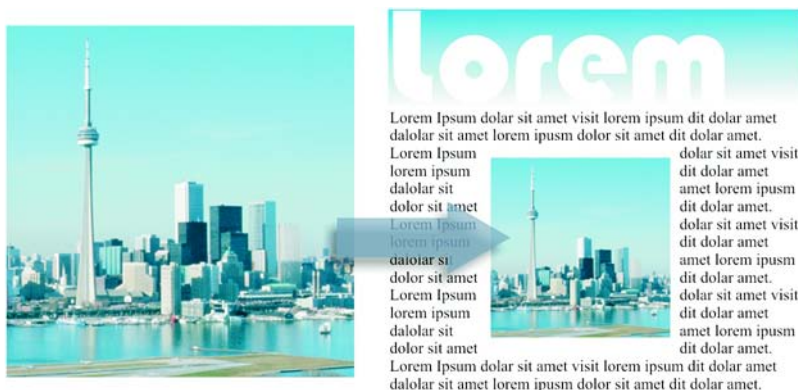 Lorem
Lorem Ipsum dolar sit amet visit lorem ipsum dit dolar amet
dalolar sit amet lorem ipusm dolor sit amet dit dolar amet.
Lorem Ipsum dolar sit amet visit
lorem ipsum dit dolar amet
dalolar sit amet lorem ipusm
dolor sit amet dit dolar amet.
Lorem Ipsum dolar sit amet visit
lorem ipsum dit dolar amet
dalolar sit amet lorem ipusm
dolor sit amet dit dolar amet.
Lorem Ipsum dolar sit amet visit
lorem ipsum dit dolar amet
dalolar sit amet lorem ipusm
dolor sit amet dit dolar amet.
Lorem Ipsum dolar sit amet visit lorem ipsum dit dolar amet
dalolar sit amet lorem ipusm dolor sit amet dit dolar amet.